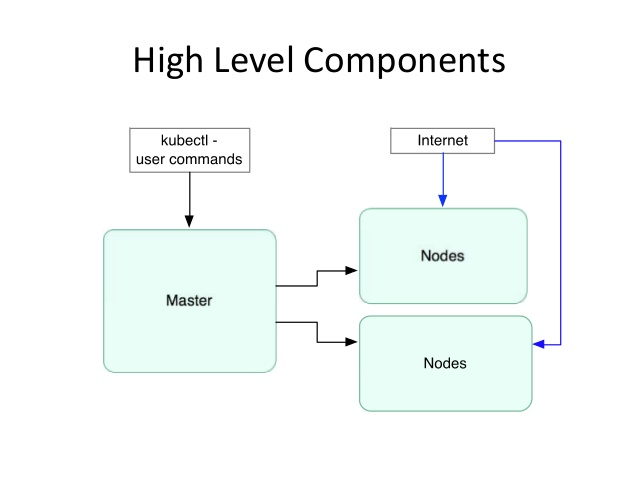 High Level Components
kubectl -
user commands
Internet
Nodes
Master
Nodes